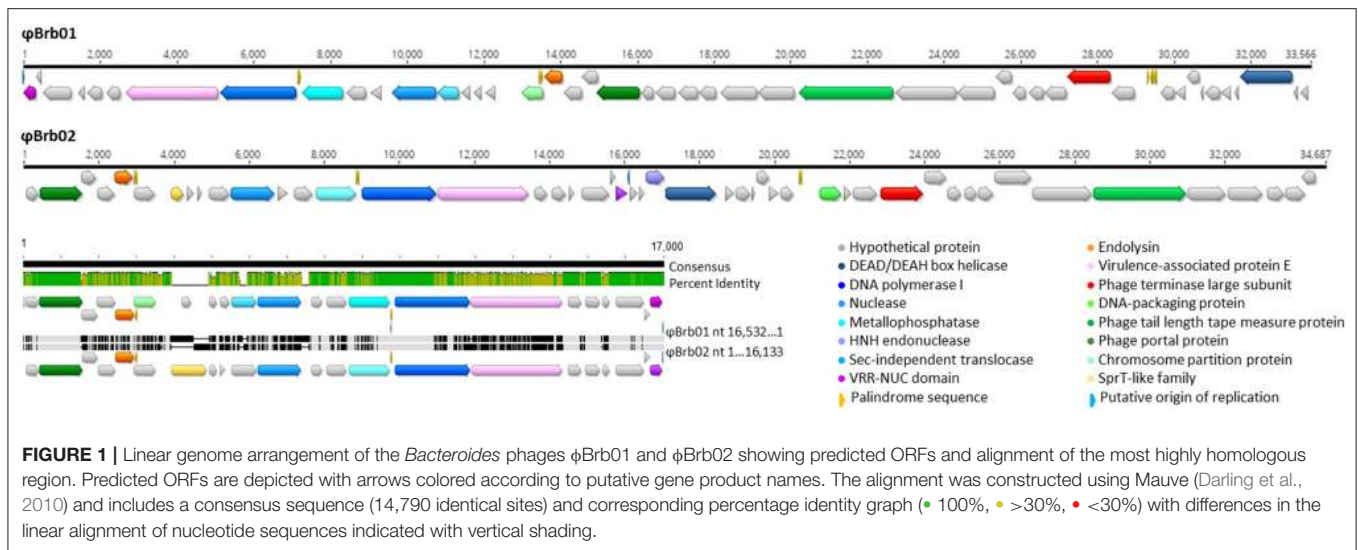 φBrb01
1 2,000 4,000 6,000 8,000 10,000 12,000 14,000 16,000 18,000 20,000 22,000 24,000 26,000 28,000 30,000 32,000 33,566
φBrb02
1 2,000 4,000 6,000 8,000 10,000 12,000 14,000 16,000 18,000 20,000 22,000 24,000 26,000 28,000 30,000 32,000 34,687
1 17,000
Consensus
Percent Identity
φBrb01 nt 16,532...1
φBrb02 nt 1...16,133
Hypothetical protein
DEAD/DEAH box helicase
DNA polymerase I
Nuclease
Metallophosphatase
HNH endonuclease
Sec-independent translocase
VRR-NUC domain
Palindrome sequence
Endolysin
Virulence-associated protein E
Phage terminase large subunit
DNA-packaging protein
Phage tail length tape measure protein
Phage portal protein
Chromosome partition protein
SprT-like family
Putative origin of replication
FIGURE 1 | Linear genome arrangement of the Bacteroides phages ϕBrb01 and ϕBrb02 showing predicted ORFs and alignment of the most highly homologous
region. Predicted ORFs are depicted with arrows colored according to putative gene product names. The alignment was constructed using Mauve (Darling et al.,
2010) and includes a consensus sequence (14,790 identical sites) and corresponding percentage identity graph (• 100%, • >30%, • <30%) with differences in the
linear alignment of nucleotide sequences indicated with vertical shading.